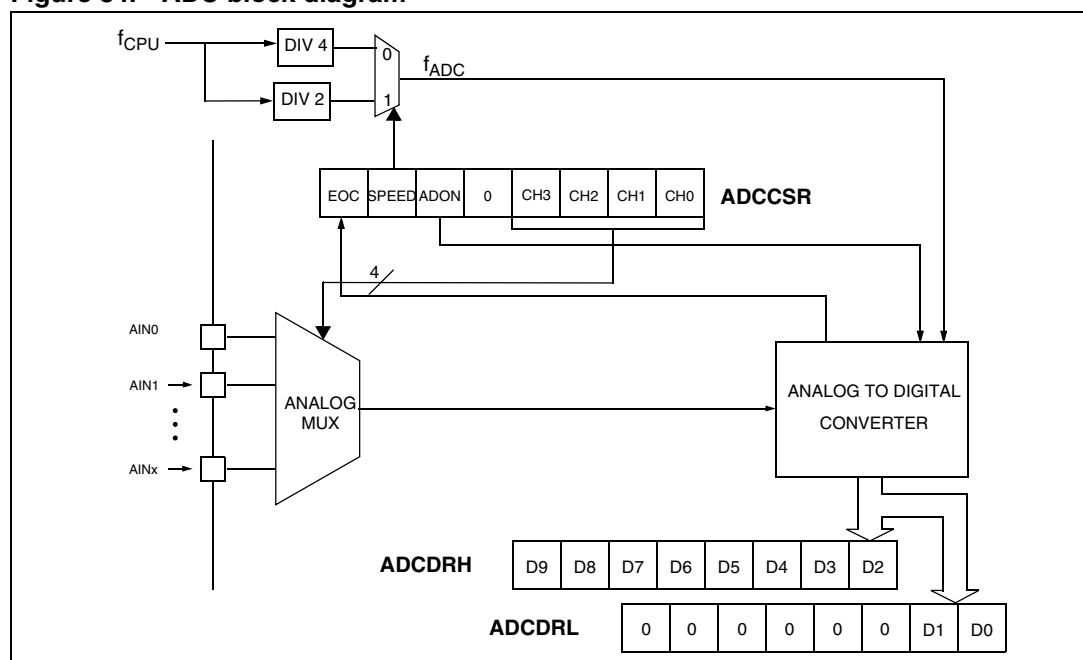 Figure ADC block diagram
fCPU
DIV 4
0
fADC
DIV 2
1
EOC SPEED ADON 0 CH3 CH2 CH1 CH0 ADCCSR
4
AIN0
AIN1
AINx
ANALOG
MUX
ANALOG TO DIGITAL
CONVERTER
ADCDRH D9 D8 D7 D6 D5 D4 D3 D2
ADCDRL 0 0 0 0 0 0 D1 D0